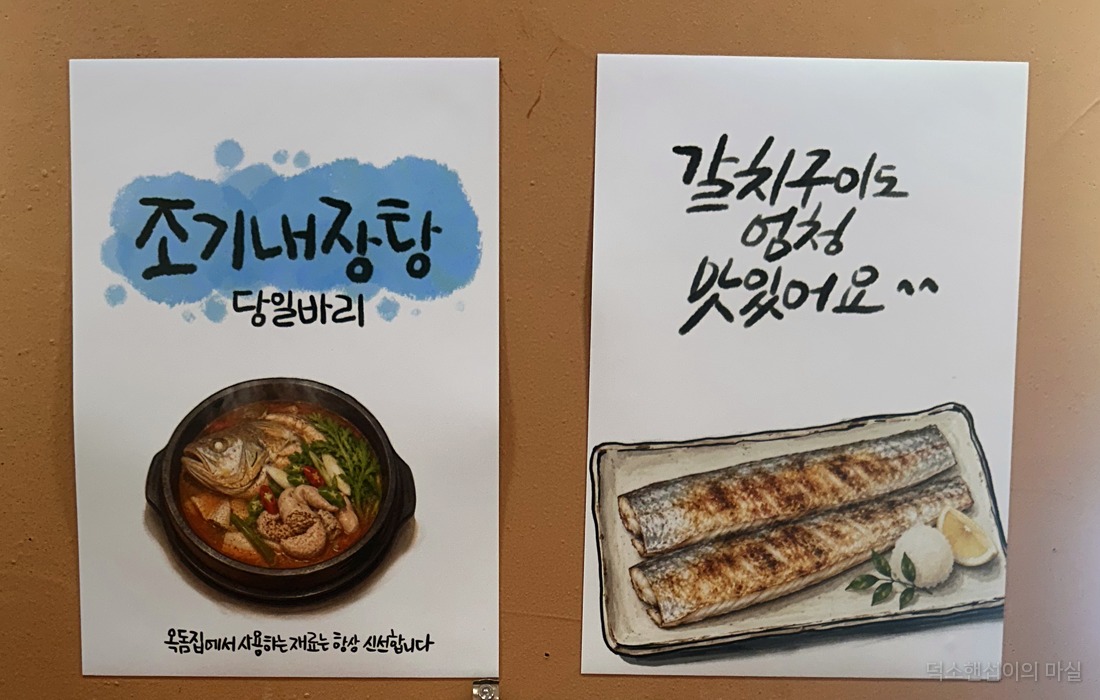 조기내장탕
당일바리
옥돔집에서 사용하는 재료는 항상 신선합니다
갈치구이도
엄청
맛있어요^^
덕소핸섭이의 마실